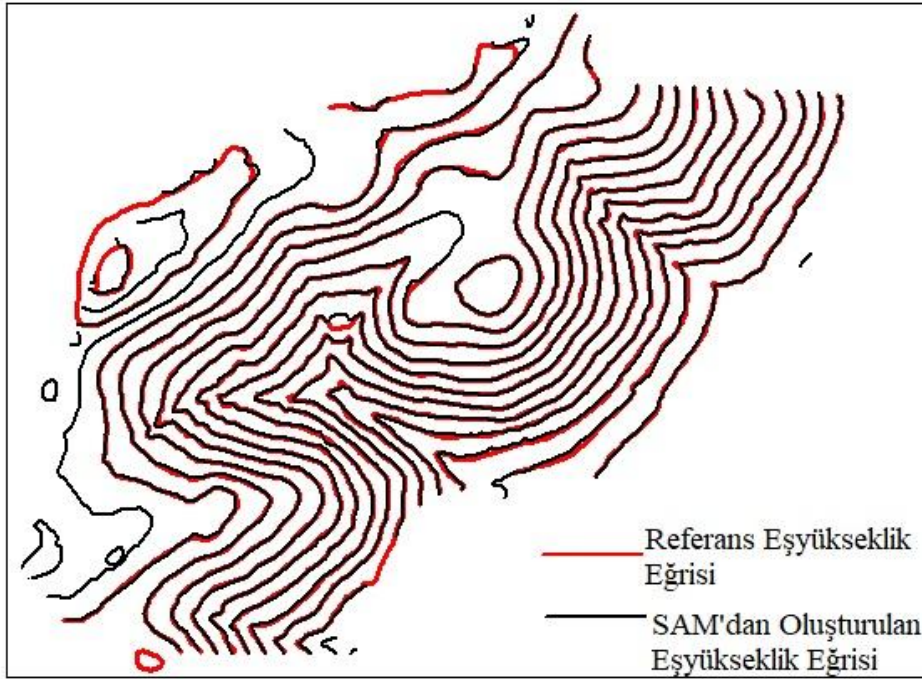 Referans Eşyükseklik
Eğrisi
SAM'dan Oluşturulan
Eşyükseklik Eğrisi